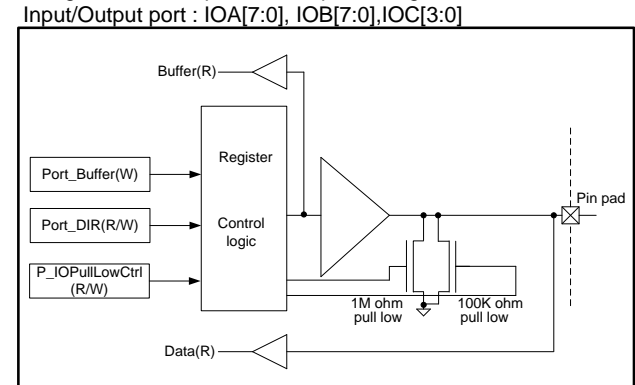 Input/Output port : IOA[7:0], IOB[7:0],IOC[3:0]
Buffer(R)
Register
Port_Buffer(W)
Pin pad
Port_DIR(R/W)
Control
logic
P_IOPullLowCtrl
(R/W)
1M ohm
pull low
100K ohm
pull low
Data(R)